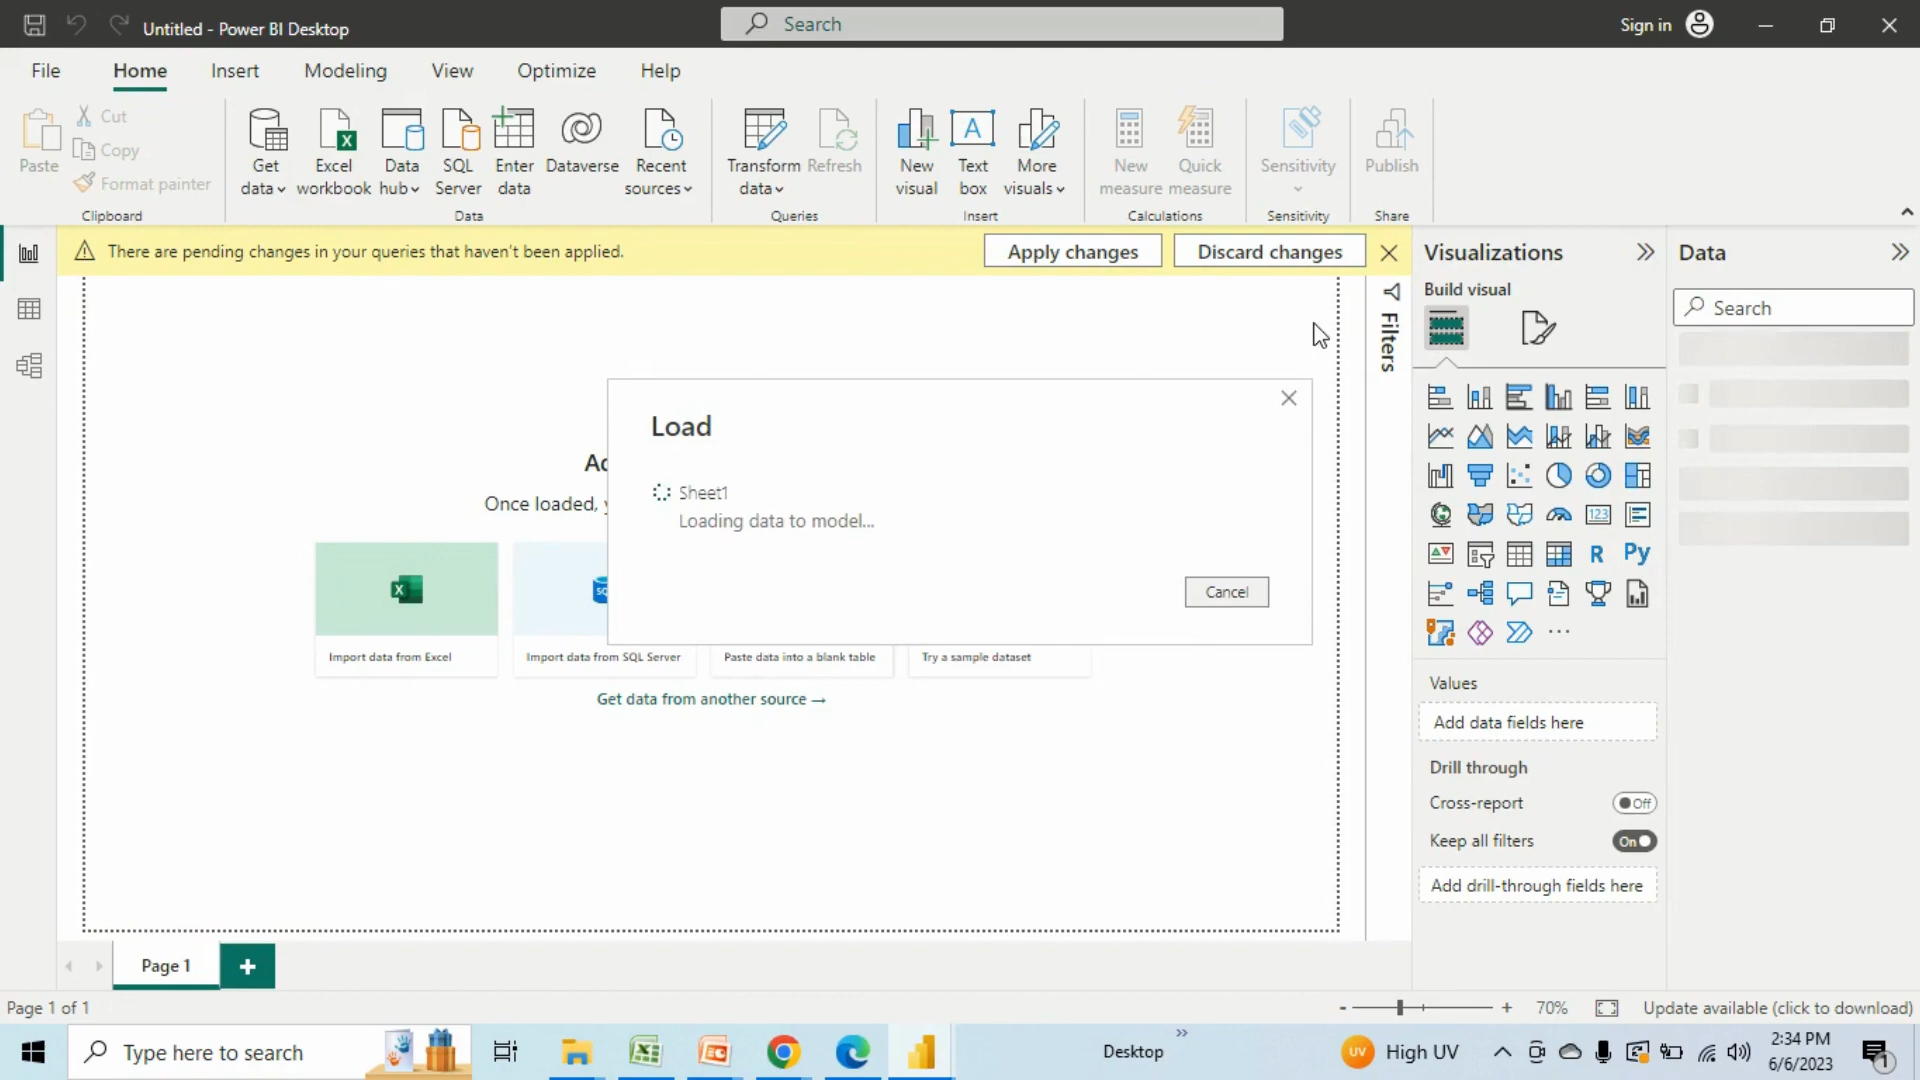 Untitled - Power BI Desktop
Search
Sign in
File
Home
Insert
Modeling
View
Optimize
Help
Paste
Cut
Copy
Format painter
Clipboard
Get data
Excel workbook
Data hub
SQL Server
Enter data
Dataverse
Recent sources
Data
Transform data
Refresh
Queries
New visual
Text box
More visuals
Insert
New measure
Quick measure
Calculations
Sensitivity
Sensitivity
Publish
Share
There are pending changes in your queries that haven't been applied.
Apply changes
Discard changes
Filters
Load
Sheet1
Loading data to model...
Cancel
Once loaded,
Import data from Excel
Import data from SQL Server
Paste data into a blank table
Try a sample dataset
Get data from another source →
Visualizations
Build visual
123
R
Py
Values
Add data fields here
Drill through
Cross-report
Off
Keep all filters
On
Add drill-through fields here
Data
Search
Page 1
Page 1 of 1
70%
Update available (click to download)
Type here to search
Desktop
UV
High UV
2:34 PM
6/6/2023
1